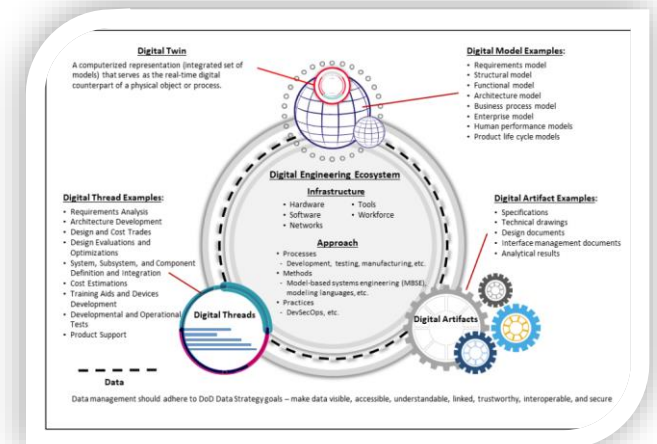 Digital Twin
A computerized representation (integrated set of
models) that serves as the real-time digital
counterpart of a physical object or process.
Digital Model Examples:
• Requirements model
• Structural model
• Functional model
• Architecture model
• Business process model
• Enterprise model
• Human performance models
• Product life cycle models
Digital Engineering Ecosystem
Infrastructure
• Hardware
• Software
• Networks
• Tools
• Workforce
Approach
• Processes
- Development, testing, manufacturing, etc.
• Methods
- Model-based systems engineering (MBSE),
modeling languages, etc.
• Practices
- DevSecOps, etc.
Digital Thread Examples:
• Requirements Analysis
• Architecture Development
• Design and Cost Trades
• Design Evaluations and
Optimizations
• System, Subsystem, and Component
Definition and Integration
• Cost Estimations
• Training Aids and Devices
Development
• Developmental and Operational
Tests
• Product Support
Digital Artifact Examples:
• Specifications
• Technical drawings
• Design documents
• Interface management documents
• Analytical results
Digital Threads
Digital Artifacts
Data
Data management should adhere to DoD Data Strategy goals – make data visible, accessible, understandable, linked, trustworthy, interoperable, and secure